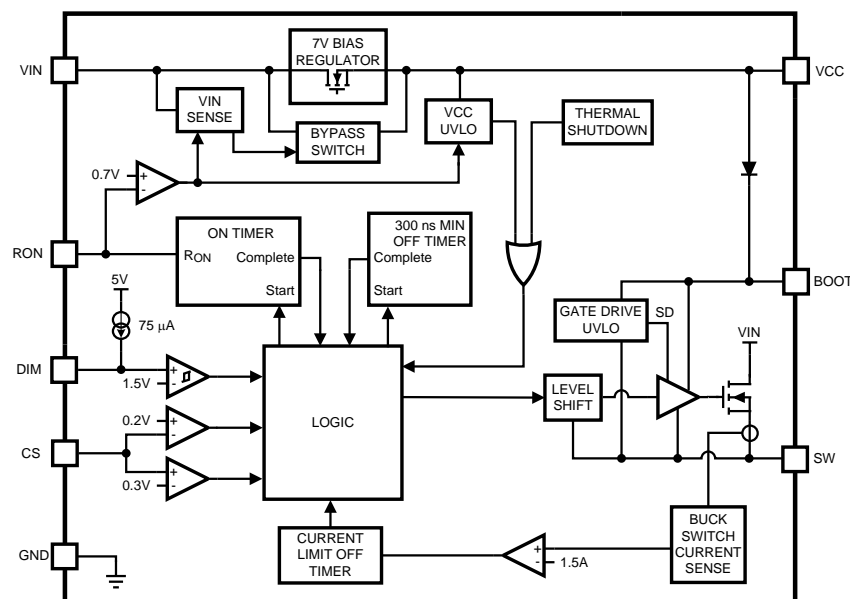 7V BIAS
REGULATOR
VIN
VCC
VIN
SENSE
BYPASS
SWITCH
VCC
UVLO
THERMAL
SHUTDOWN
0.7V
+
-
RON
ON TIMER
RON
Complete
Start
300 ns MIN
OFF TIMER
Complete
Start
BOOT
5V
75 µA
GATE DRIVE
UVLO
SD
VIN
DIM
+
1.5V
-
LOGIC
LEVEL
SHIFT
0.2V
+
-
CS
+
0.3V
-
SW
GND
CURRENT
LIMIT OFF
TIMER
+
-
1.5A
BUCK
SWITCH
CURRENT
SENSE